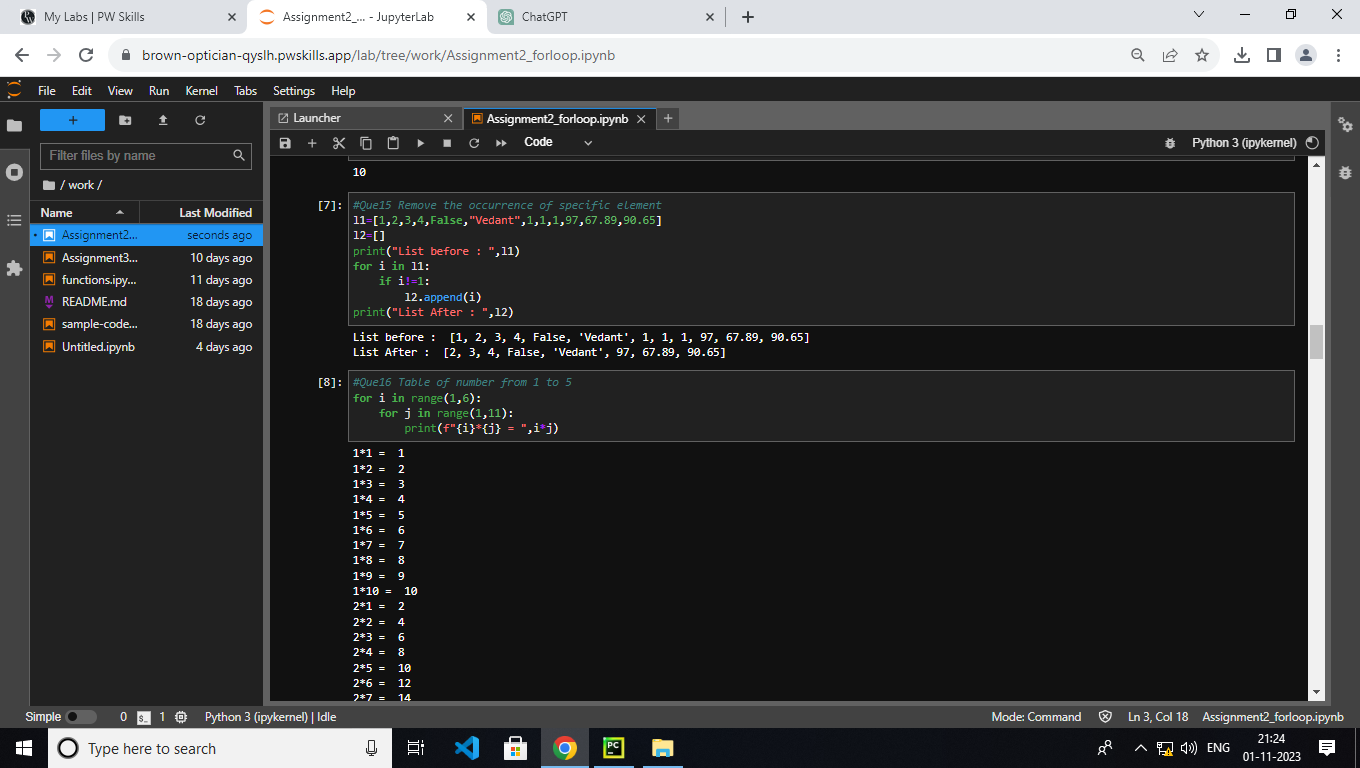 My Labs | PW Skills
Assignment2_... - JupyterLab
ChatGPT
brown-optician-qyslh.pwskills.app/lab/tree/work/Assignment2_forloop.ipynb
File Edit View Run Kernel Tabs Settings Help
Launcher
Assignment2_forloop.ipynb
Code
Python 3 (ipykernel)
Filter files by name
/ work /
Name Last Modified
Assignment2... seconds ago
Assignment3... 10 days ago
functions.ipy... 11 days ago
README.md 18 days ago
sample-code... 18 days ago
Untitled.ipynb 4 days ago
10
[7]: #Que15 Remove the occurrence of specific element
l1=[1,2,3,4,False,"Vedant",1,1,1,97,67.89,90.65]
l2=[]
print("List before : ",l1)
for i in l1:
    if i!=1:
        l2.append(i)
print("List After : ",l2)
List before :  [1, 2, 3, 4, False, 'Vedant', 1, 1, 1, 97, 67.89, 90.65]
List After :  [2, 3, 4, False, 'Vedant', 97, 67.89, 90.65]
[8]: #Que16 Table of number from 1 to 5
for i in range(1,6):
    for j in range(1,11):
        print(f"{i}*{j} = ",i*j)
1*1 =  1
1*2 =  2
1*3 =  3
1*4 =  4
1*5 =  5
1*6 =  6
1*7 =  7
1*8 =  8
1*9 =  9
1*10 =  10
2*1 =  2
2*2 =  4
2*3 =  6
2*4 =  8
2*5 =  10
2*6 =  12
2*7 =  14
Simple 0 1 Python 3 (ipykernel) | Idle
Mode: Command Ln 3, Col 18 Assignment2_forloop.ipynb
Type here to search
PC
ENG
21:24
01-11-2023